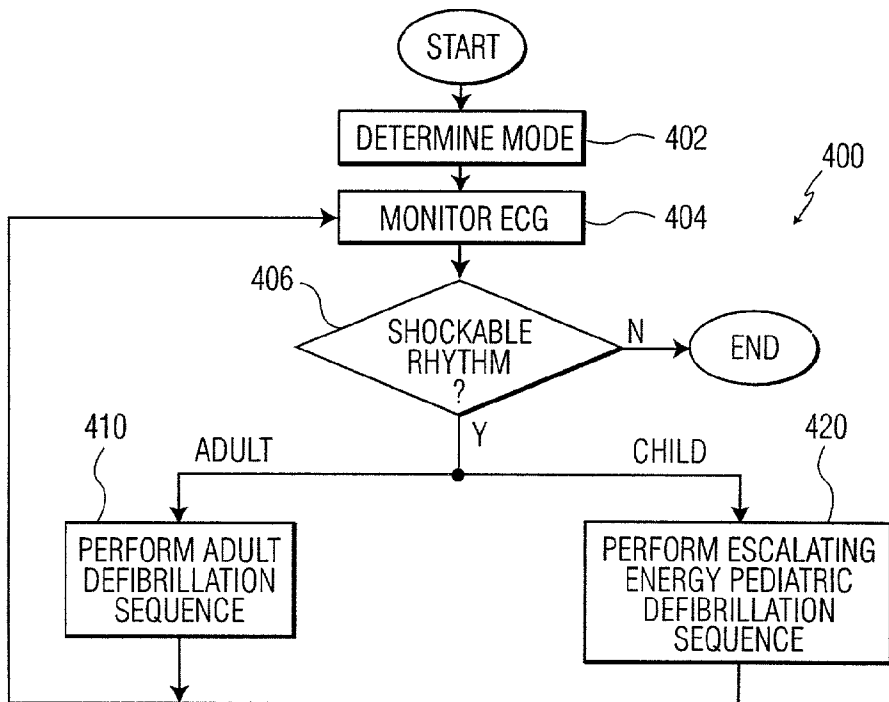 START
DETERMINE MODE
402
400
MONITOR ECG
404
406
SHOCKABLE
RHYTHM
?
N
END
Y
410
ADULT
CHILD
420
PERFORM ADULT
DEFIBRILLATION
SEQUENCE
PERFORM ESCALATING
ENERGY PEDIATRIC
DEFIBRILLATION
SEQUENCE